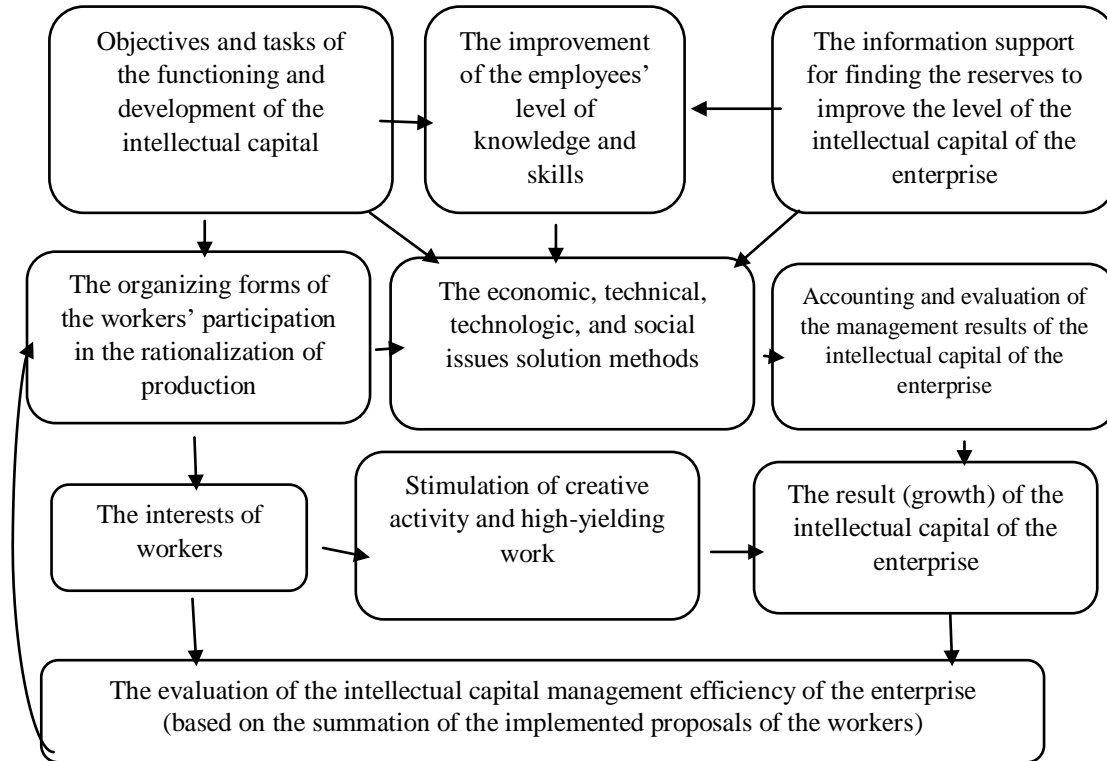 Objectives and tasks of
the functioning and
development of the
intellectual capital
The improvement
of the employees’
level of
knowledge and
skills
The information support
for finding the reserves to
improve the level of the
intellectual capital of the
enterprise
The organizing forms of
the workers’ participation
in the rationalization of
production
The economic, technical,
technologic, and social
issues solution methods
Accounting and evaluation of
the management results of the
intellectual capital of the
enterprise
The interests of
workers
Stimulation of creative
activity and high-yielding
work
The result (growth) of the
intellectual capital of the
enterprise
The evaluation of the intellectual capital management efficiency of the enterprise
(based on the summation of the implemented proposals of the workers)